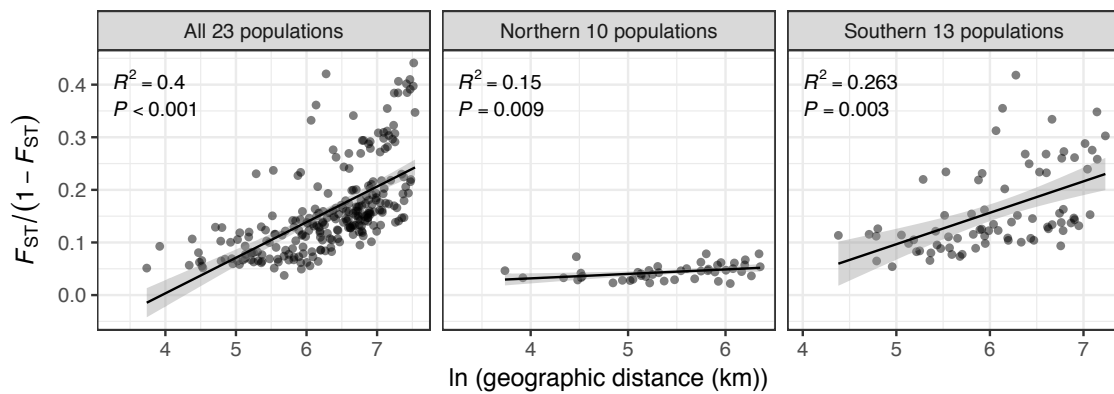 All 23 populations
Northern 10 populations
Southern 13 populations
R² = 0.4
P < 0.001
R² = 0.15
P = 0.009
R² = 0.263
P = 0.003
F_ST/(1 − F_ST)
0.4
0.3
0.2
0.1
0.0
4 5 6 7
4 5 6
4 5 6 7
ln (geographic distance (km))